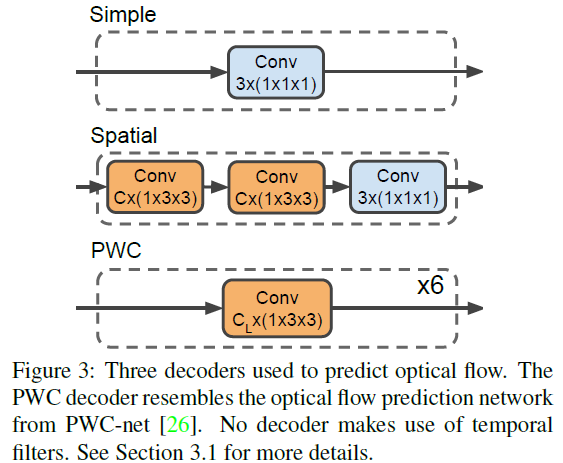 Simple
Conv
3x(1x1x1)
Spatial
Conv
Cx(1x3x3)
Conv
Cx(1x3x3)
Conv
3x(1x1x1)
PWC
x6
Conv
C_Lx(1x3x3)
Figure 3: Three decoders used to predict optical flow. The
PWC decoder resembles the optical flow prediction network
from PWC-net [26]. No decoder makes use of temporal
filters. See Section 3.1 for more details.